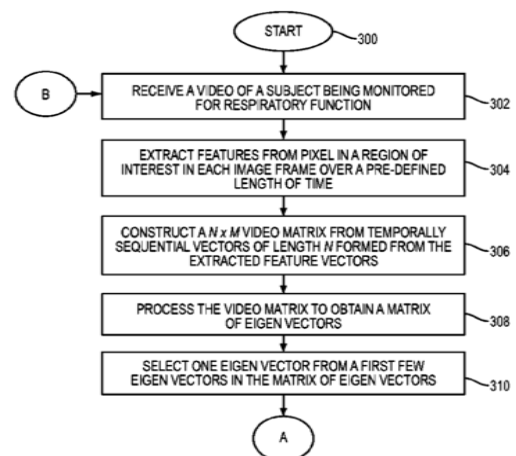 START
300
B
RECEIVE A VIDEO OF A SUBJECT BEING MONITORED
FOR RESPIRATORY FUNCTION
302
EXTRACT FEATURES FROM PIXEL IN A REGION OF
INTEREST IN EACH IMAGE FRAME OVER A PRE-DEFINED
LENGTH OF TIME
304
CONSTRUCT A N x M VIDEO MATRIX FROM TEMPORALLY
SEQUENTIAL VECTORS OF LENGTH N FORMED FROM THE
EXTRACTED FEATURE VECTORS
306
PROCESS THE VIDEO MATRIX TO OBTAIN A MATRIX
OF EIGEN VECTORS
308
SELECT ONE EIGEN VECTOR FROM A FIRST FEW
EIGEN VECTORS IN THE MATRIX OF EIGEN VECTORS
310
A